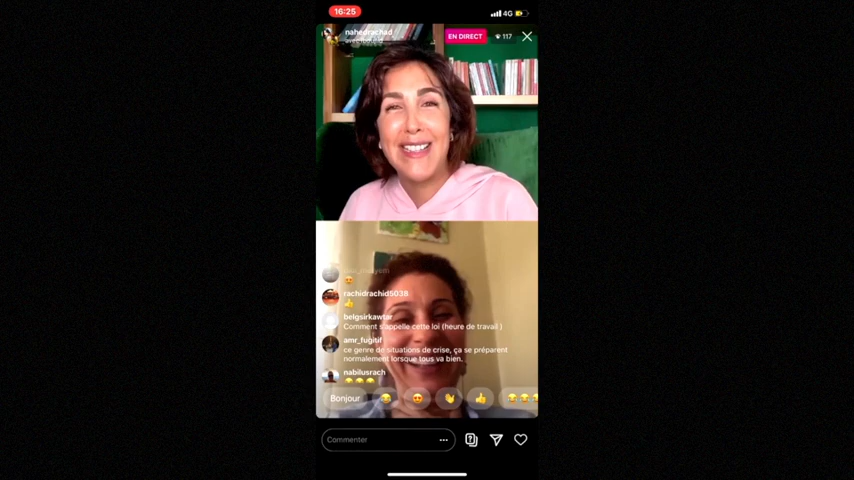 16:25
4G
nahedrachad
EN DIRECT
117
rachidrachid5038
belgsirkawtar
Comment s'appelle cette loi (heure de travail )
amr_fugitif
ce genre de situations de crise, ça se préparent
normalement lorsque tous va bien.
nabilusrach
Bonjour
Commenter